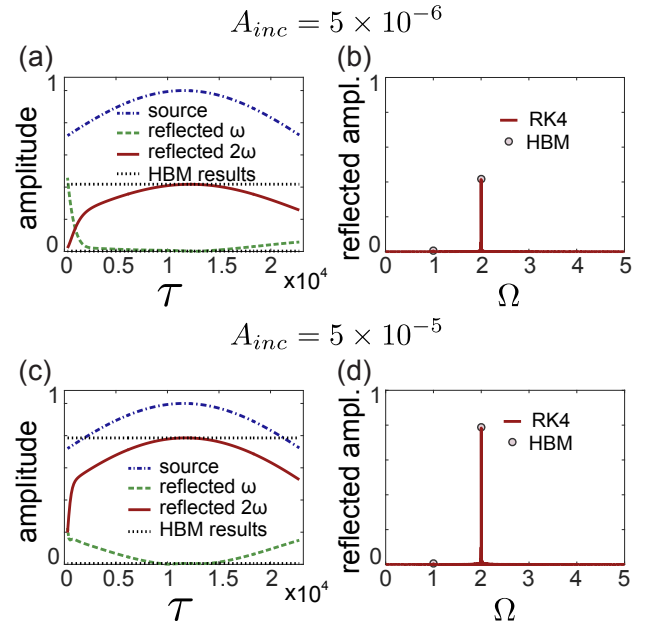 A_{inc} = 5 × 10^{-6}
(a)
(b)
1
source
reflected ω
reflected 2ω
HBM results
amplitude
0
0
0.5
1
1.5
2
x10^4
τ
1
RK4
HBM
reflected ampl.
0
0
1
2
3
4
5
Ω
A_{inc} = 5 × 10^{-5}
(c)
(d)
1
source
reflected ω
reflected 2ω
HBM results
amplitude
0
0
0.5
1
1.5
2
x10^4
τ
1
RK4
HBM
reflected ampl.
0
0
1
2
3
4
5
Ω